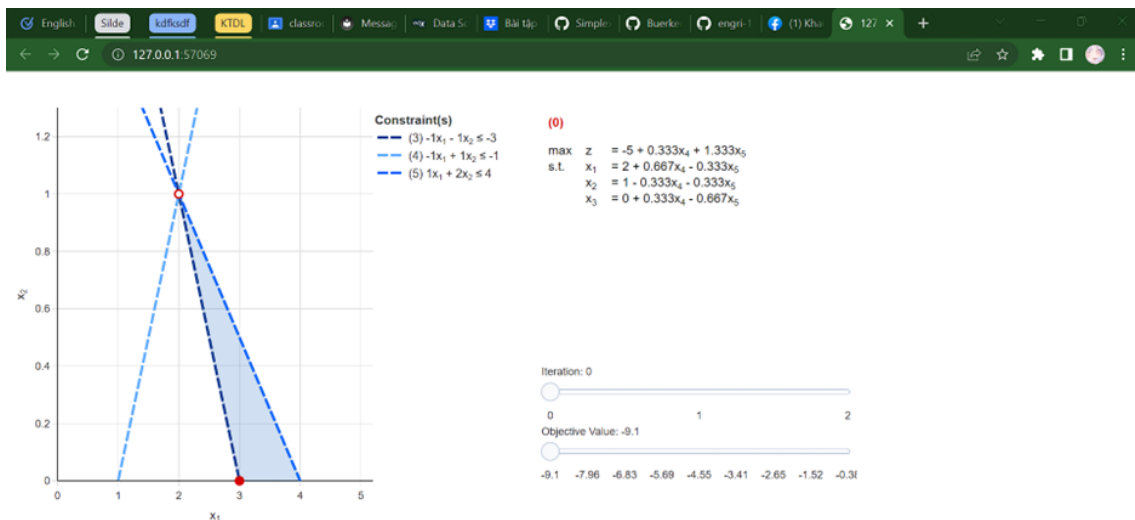 English Silde kdfksdf KTDL classro Messag Data Sc Bài tập Simple Buerke engri-1 (1) Kha 127
127.0.0.1:57069
Constraint(s)
(3) -1x₁ - 1x₂ ≤ -3
(4) -1x₁ + 1x₂ ≤ -1
(5) 1x₁ + 2x₂ ≤ 4
(0)
max z = -5 + 0.333x₄ + 1.333x₅
s.t. x₁ = 2 + 0.667x₄ - 0.333x₅
x₂ = 1 - 0.333x₄ - 0.333x₅
x₃ = 0 + 0.333x₄ - 0.667x₅
1.2
1
0.8
0.6
0.4
0.2
0
x₂
0 1 2 3 4 5
x₁
Iteration: 0
0 1 2
Objective Value: -9.1
-9.1 -7.96 -6.83 -5.69 -4.55 -3.41 -2.65 -1.52 -0.38